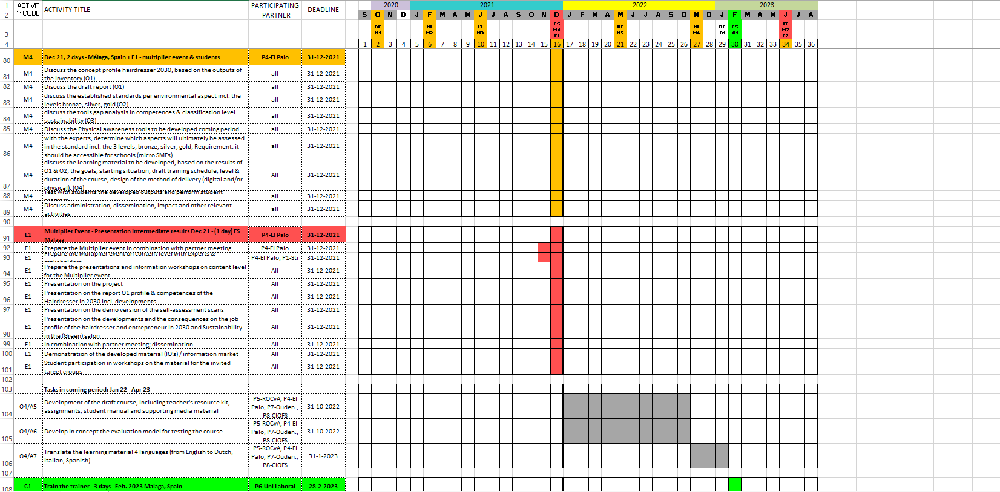 1 ACTIVIT Y CODE ACTIVITY TITLE PARTICIPATING PARTNER DEADLINE 2020 2021 2022 2023
2 S O N D J F M A M J J A S O N D J F M A M J J A S O N D J F M A M J J A
3 BE M1 NL M2 IT M3 ES M4 E1 BE M5 NL M6 BE C1 ES C1 IT M7 E2
4 1 2 3 4 5 6 7 8 9 10 11 12 13 14 15 16 17 18 19 20 21 22 23 24 25 26 27 28 29 30 31 32 33 34 35 36
80 M4 Dec 21, 2 days - Málaga, Spain + E1 - multiplier event & students P4-El Palo 31-12-2021
81 M4 Discuss the concept profile hairdresser 2030, based on the outputs of
the inventory (O1) all 31-12-2021
82 M4 Discuss the draft report (O1) all 31-12-2021
83 M4 discuss the established standards per environmental aspect incl. the
levels bronze, silver, gold (O2) all 31-12-2021
84 M4 discuss the tools gap analysis in competences & classification level
sustainability (O3) all 31-12-2021
85 M4 Discuss the Physical awareness tools to be developed coming period all 31-12-2021
86 M4 with the experts, determine which aspects will ultimately be assessed
in the standard incl. the 3 levels; bronze, silver, gold; Requirement: it
should be accessible for schools (micro SMEs) all 31-12-2021
87 M4 discuss the learning material to be developed, based on the results of
O1 & O2; the goals, starting situation, draft training schedule, level &
duration of the course, design of the method of delivery (digital and/or
physical). (O4) All 31-12-2021
88 M4 Test with students the developed outputs and perform student
all 31-12-2021
89 M4 Discuss administration, dissemination, impact and other relevant
activities all 31-12-2021
90
91 E1 Multiplier Event - Presentation intermediate results Dec 21 - (1 day) ES
Malaga P4-El Palo 31-12-2021
92 E1 Prepare the Multiplier event in combination with partner meeting P4-El Palo 31-12-2021
93 E1 Prepare the Multiplier event on content level with experts &
P4-El Palo, P1-Sti 31-12-2021
94 E1 Prepare the presentations and information workshops on content level
for the Multiplier event All 31-12-2021
95 E1 Presentation on the project All 31-12-2021
96 E1 Presentation on the report O1 profile & competences of the
Hairdresser in 2030 incl. developments All 31-12-2021
97 E1 Presentation on the demo version of the self-assessment scans All 31-12-2021
98 E1 Presentation on the developments and the consequences on the job
profile of the hairdresser and entrepreneur in 2030 and Sustainability
in the (Green) salon All 31-12-2021
99 E1 In combination with partner meeting; dissemination All 31-12-2021
100 E1 Demonstration of the developed material (IO's) / information market All 31-12-2021
101 E1 Student participation in workshops on the material for the invited
target groups All 31-12-2021
102
103 Tasks in coming period: Jan 22 - Apr 23
104 O4/A5 Development of the draft course, including teacher's resource kit,
assignments, student manual and supporting media material P5-ROCvA, P4-El
Palo, P7-Ouden.,
P8-CIOFS 31-10-2022
105 O4/A6 Develop in concept the evaluation model for testing the course P5-ROCvA, P4-El
Palo, P7-Ouden.,
P8-CIOFS 31-10-2022
106 O4/A7 Translate the learning material 4 languages (from English to Dutch,
Italian, Spanish) P5-ROCvA, P4-El
Palo, P7-Ouden.,
P8-CIOFS 31-1-2023
107
108 C1 Train the trainer - 3 days - Feb. 2023 Malaga, Spain P6-Uni Laboral 28-2-2023